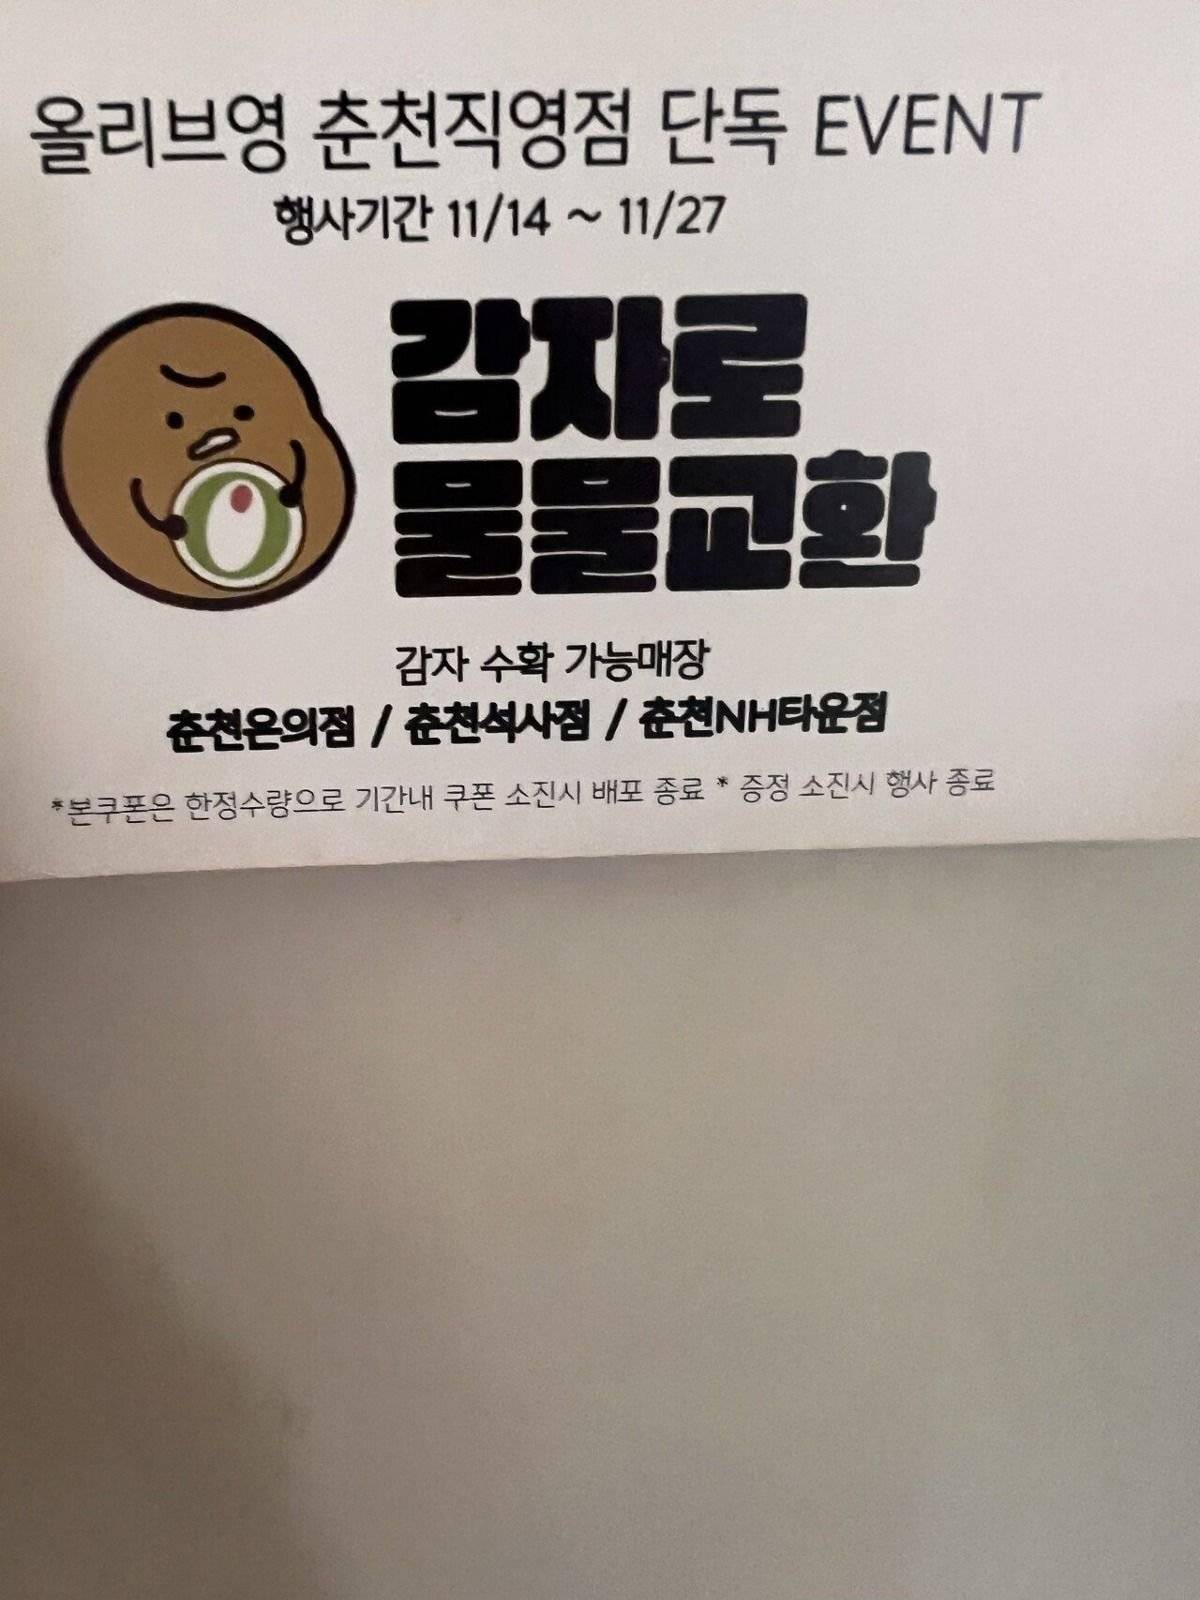 올리브영 춘천직영점 단독 EVENT
행사기간 11/14 ~ 11/27
감자로
물물교환
감자 수확 가능매장
춘천온의점 / 춘천석사점 / 춘천NH타운점
*본쿠폰은 한정수량으로 기간내 쿠폰 소진시 배포 종료 * 증정 소진시 행사 종료